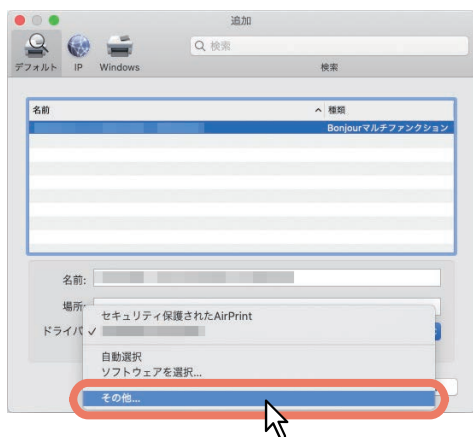 追加
検索
デフォルト IP Windows 検索
名前 種類
Bonjourマルチファンクション
名前:
場所:
セキュリティ保護されたAirPrint
ドライバ ✓
自動選択
ソフトウェアを選択...
その他...